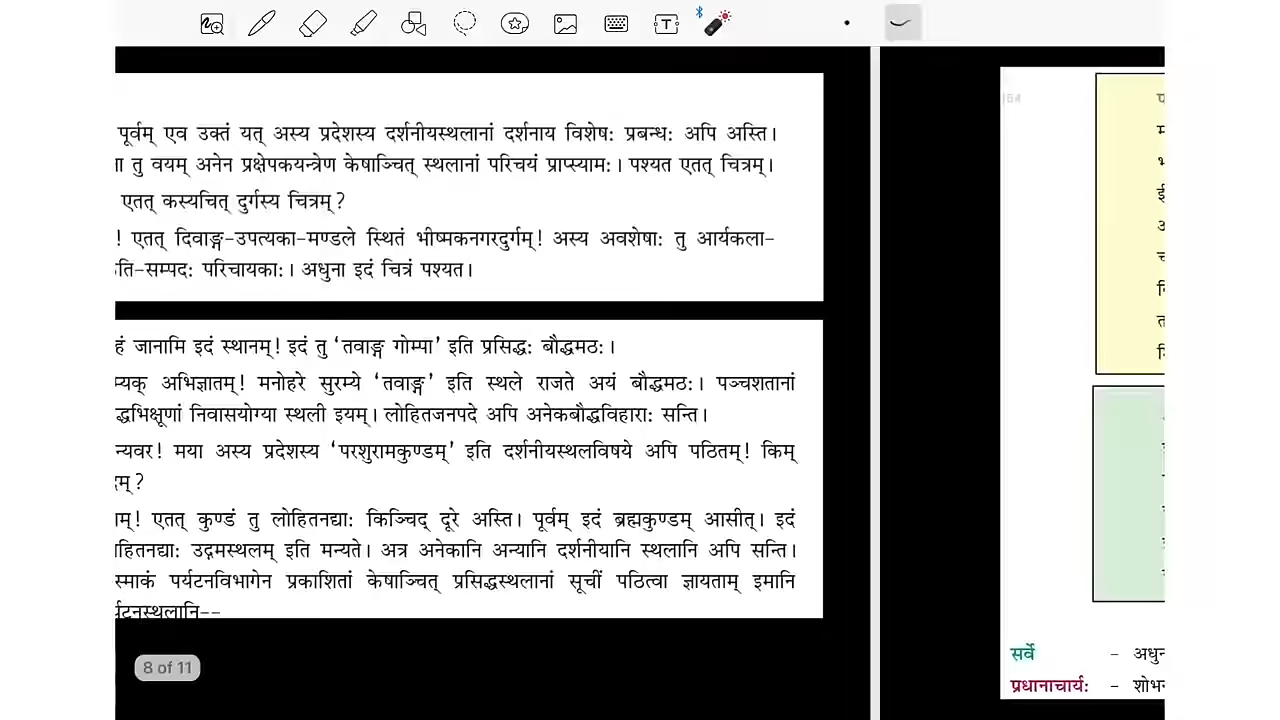 पूर्वम् एव उक्तं यत् अस्य प्रदेशस्य दर्शनीयस्थलानां दर्शनाय विशेषः प्रबन्धः अपि अस्ति।
तु वयम् अनेन प्रक्षेपकयन्त्रेण केषाञ्चित् स्थलानां परिचयं प्राप्स्यामः। पश्यत एतत् चित्रम्।
एतत् कस्यचित् दुर्गस्य चित्रम्?
! एतत् दिवाङ्ग-उपत्यका-मण्डले स्थितं भीष्मकनगरदुर्गम्! अस्य अवशेषाः तु आर्यकला-
ति-सम्पदः परिचायकाः। अधुना इदं चित्रं पश्यत।
हं जानामि इदं स्थानम्! इदं तु ‘तवाङ्ग गोम्पा’ इति प्रसिद्धः बौद्धमठः।
म्यक् अभिज्ञातम्! मनोहरे सुरम्ये ‘तवाङ्ग’ इति स्थले राजते अयं बौद्धमठः। पञ्चशतानां
द्धभिक्षूणां निवासयोग्या स्थली इयम्। लोहितजनपदे अपि अनेकबौद्धविहाराः सन्ति।
न्यवर! मया अस्य प्रदेशस्य ‘परशुरामकुण्डम्’ इति दर्शनीयस्थलविषये अपि पठितम्! किम्
दम्?
म्! एतत् कुण्डं तु लोहितनद्याः किञ्चिद् दूरे अस्ति। पूर्वम् इदं ब्रह्मकुण्डम् आसीत्। इदं
हितनद्याः उद्गमस्थलम् इति मन्यते। अत्र अनेकानि अन्यानि दर्शनीयानि स्थलानि अपि सन्ति।
स्माकं पर्यटनविभागेन प्रकाशितां केषाञ्चित् प्रसिद्धस्थलानां सूचीं पठित्वा ज्ञायताम् इमानि
र्यटनस्थलानि--
8 of 11
सर्वे - अधुन
प्रधानाचार्यः - शोभन